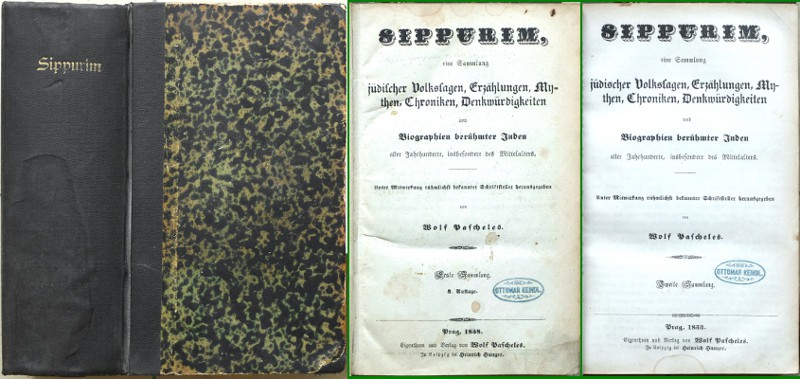 Sippurim
SIPPURIM,
eine Sammlung
jüdischer Volkssagen, Erzählungen, My-
then, Chroniken, Denkwürdigkeiten
und
Biographien berühmter Juden
aller Jahrhunderte, insbesondere des Mittelalters.
Unter Mitwirkung rühmlichst bekannter Schriftsteller herausgegeben
von
Wolf Pascheles.
Erste Sammlung.
Auflage.
OTTOMAR KEINDL
Prag, 1858.
Eigenthum und Verlag von Wolf Pascheles.
In Leipzig bei Heinrich Hunger.
SIPPURIM,
eine Sammlung
jüdischer Volkssagen, Erzählungen, My-
then, Chroniken, Denkwürdigkeiten
und
Biographien berühmter Juden
aller Jahrhunderte, insbesondere des Mittelalters.
Unter Mitwirkung rühmlichst bekannter Schriftsteller herausgegeben
von
Wolf Pascheles.
Zweite Sammlung.
OTTOMAR KEINDL
Prag, 1853.
Eigenthum und Verlag von Wolf Pascheles.
In Leipzig bei Heinrich Hunger.